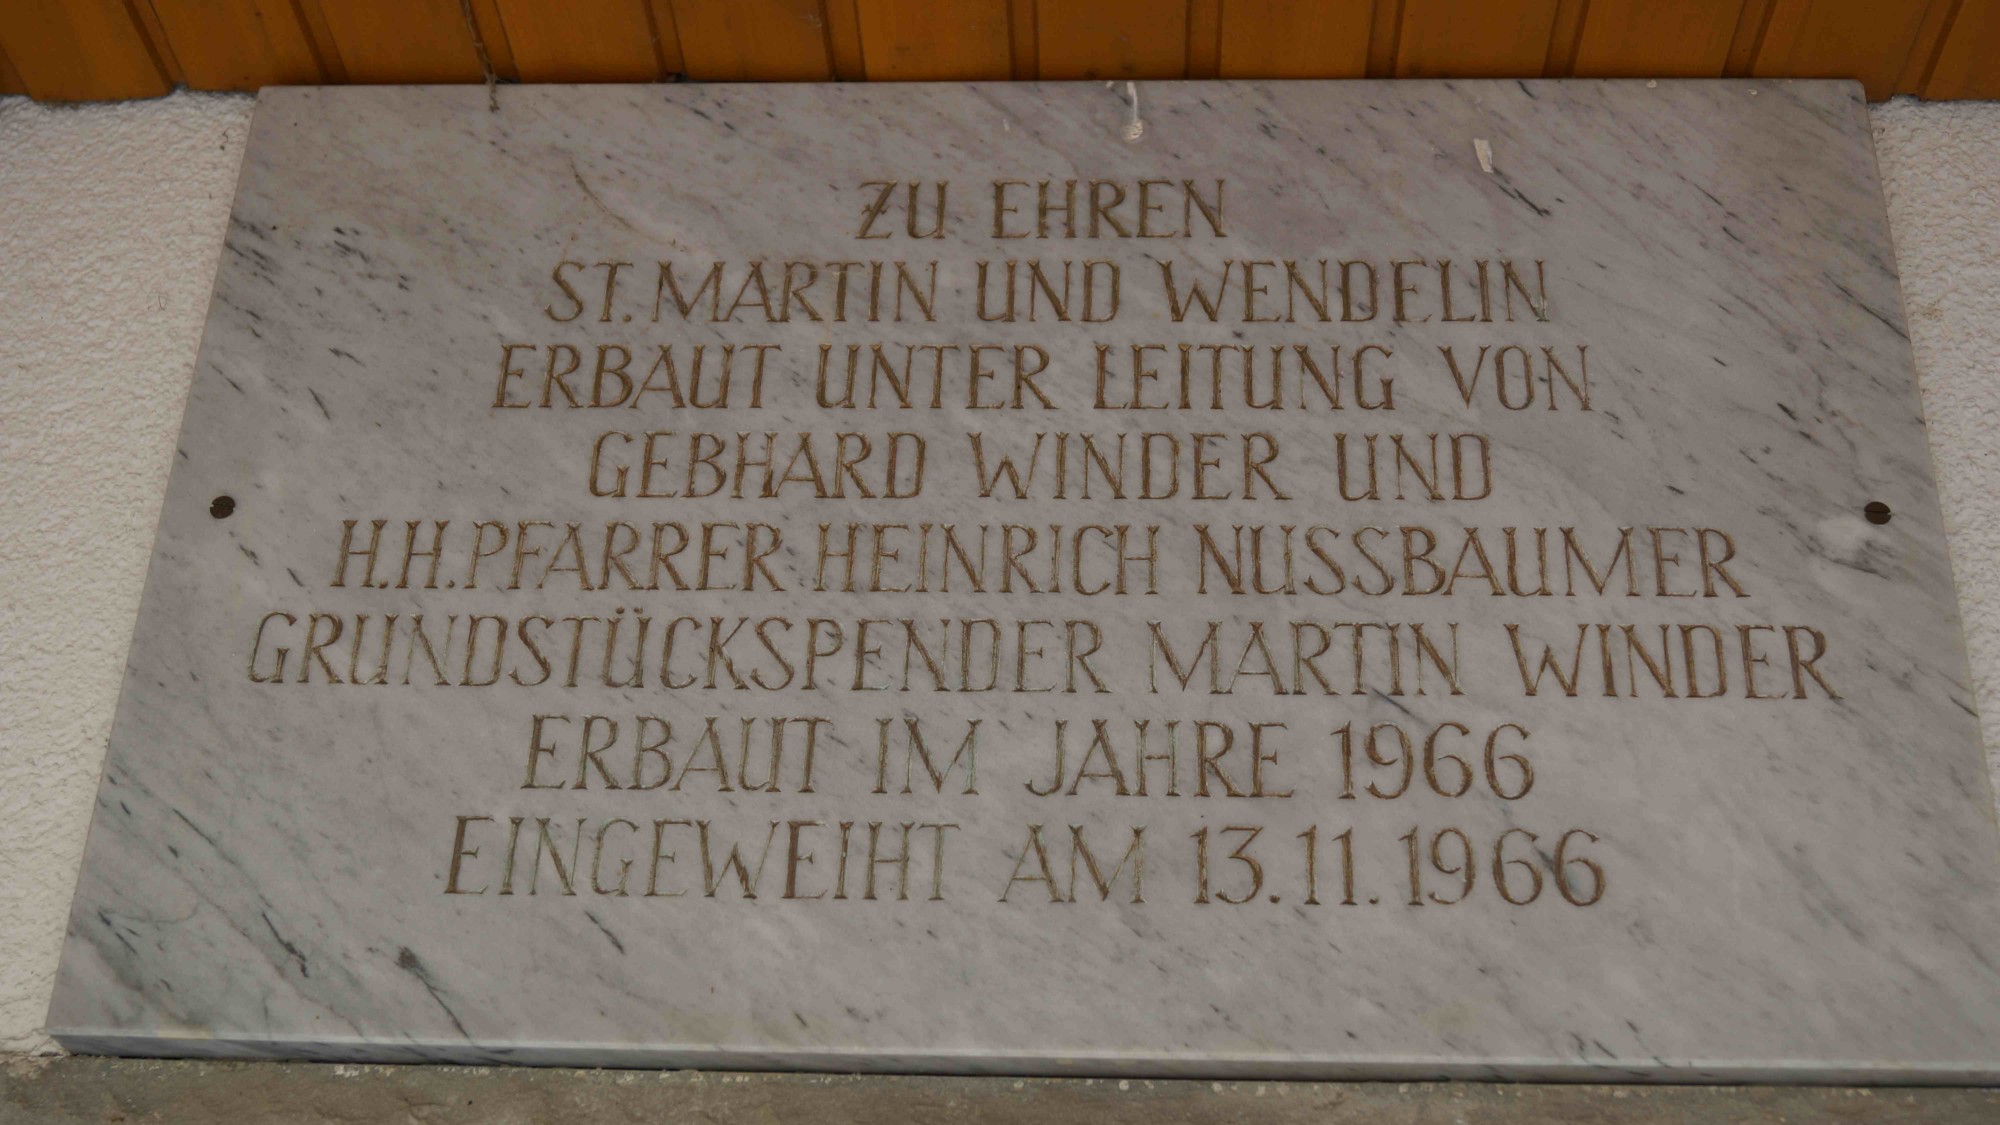 ZU EHREN
ST. MARTIN UND WENDELIN
ERBAUT UNTER LEITUNG VON
GEBHARD WINDER UND
H.H. PFARRER HEINRICH NUSSBAUMER
GRUNDSTÜCKSPENDER MARTIN WINDER
ERBAUT IM JAHRE 1966
EINGEWEIHT AM 13.11.1966